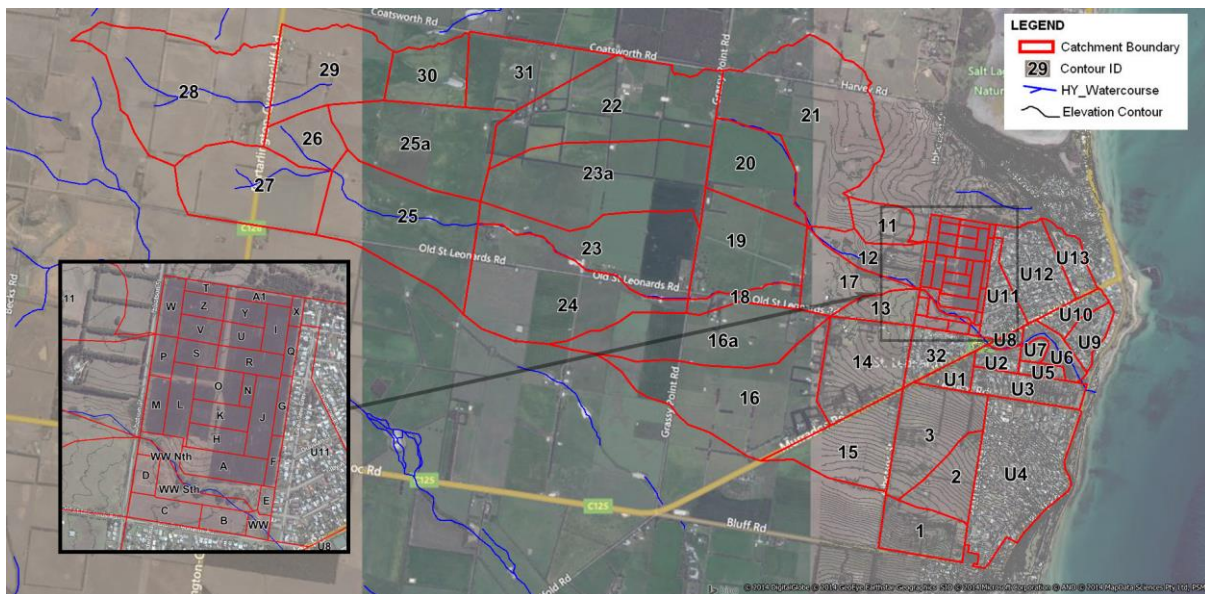 LEGEND
Catchment Boundary
29 Contour ID
HY_Watercourse
Elevation Contour
Coatsworth Rd
Coatsworth Rd
Harvey Rd
Grassy Point Rd
Salt
29
30
31
28
22
21
26
25a
20
23a
27
25
11
23
19
12
U12
U13
C126
Old St Leonards Rd
Old St Leonards Rd
18
Old St Leonards
17
U11
24
13
U10
16a
U8
U9
32
U7
14
U2
U6
U1
U5
U3
16
Grassy Point Rd
15
3
2
U4
C125
C125
Bluff Rd
1
11
T
A1
W
Z
Y
X
V
U
I
P
S
R
Q
O
N
M
L
K
J
G
H
U11
WW Nth
A
F
D
WW Sth
E
C
B
WW
U8